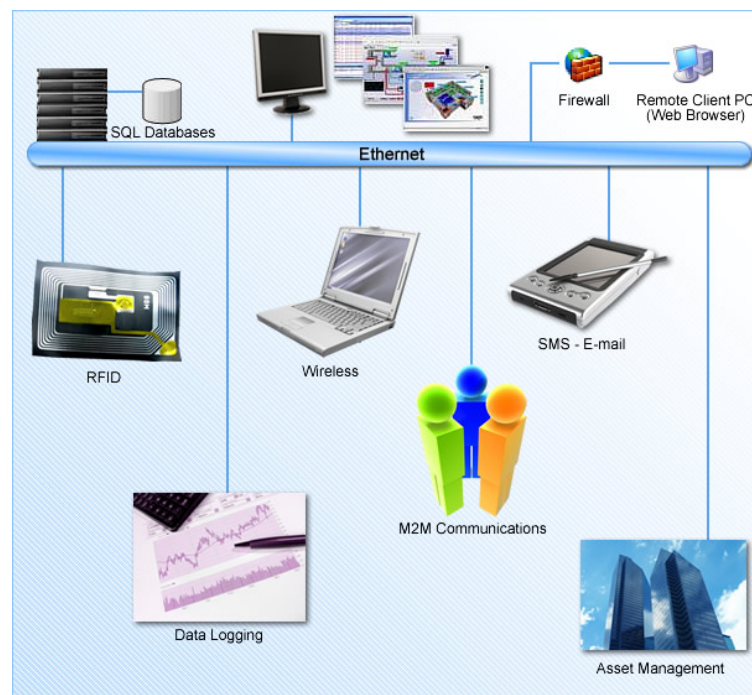 SQL Databases
Firewall
Remote Client PC
(Web Browser)
Ethernet
RFID
Wireless
SMS - E-mail
M2M Communications
Data Logging
Asset Management